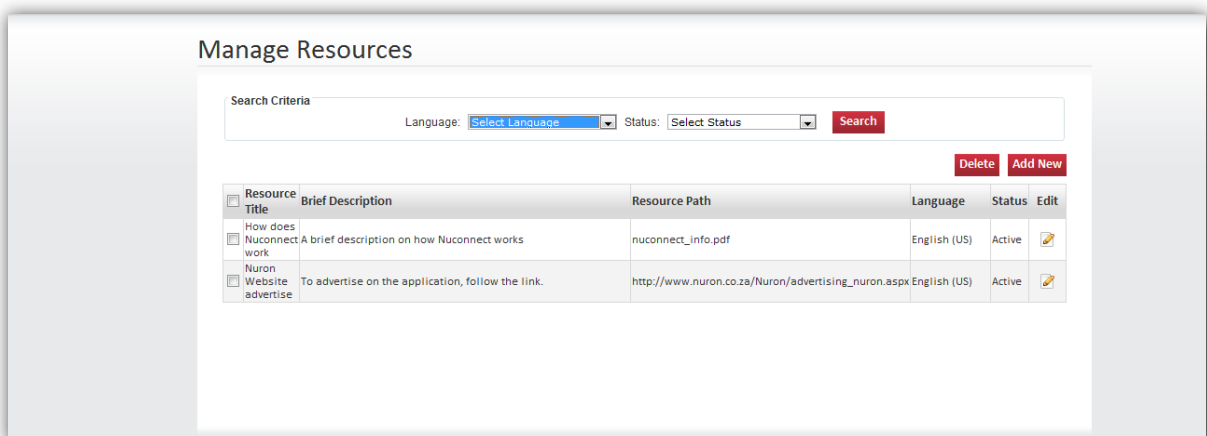 Manage Resources
Search Criteria
Language: Select Language Status: Select Status Search
Delete Add New
Resource Title Brief Description Resource Path Language Status Edit
How does Nuconnect work A brief description on how Nuconnect works nuconnect_info.pdf English (US) Active
Nuron Website advertise To advertise on the application, follow the link. http://www.nuron.co.za/Nuron/advertising_nuron.aspx English (US) Active